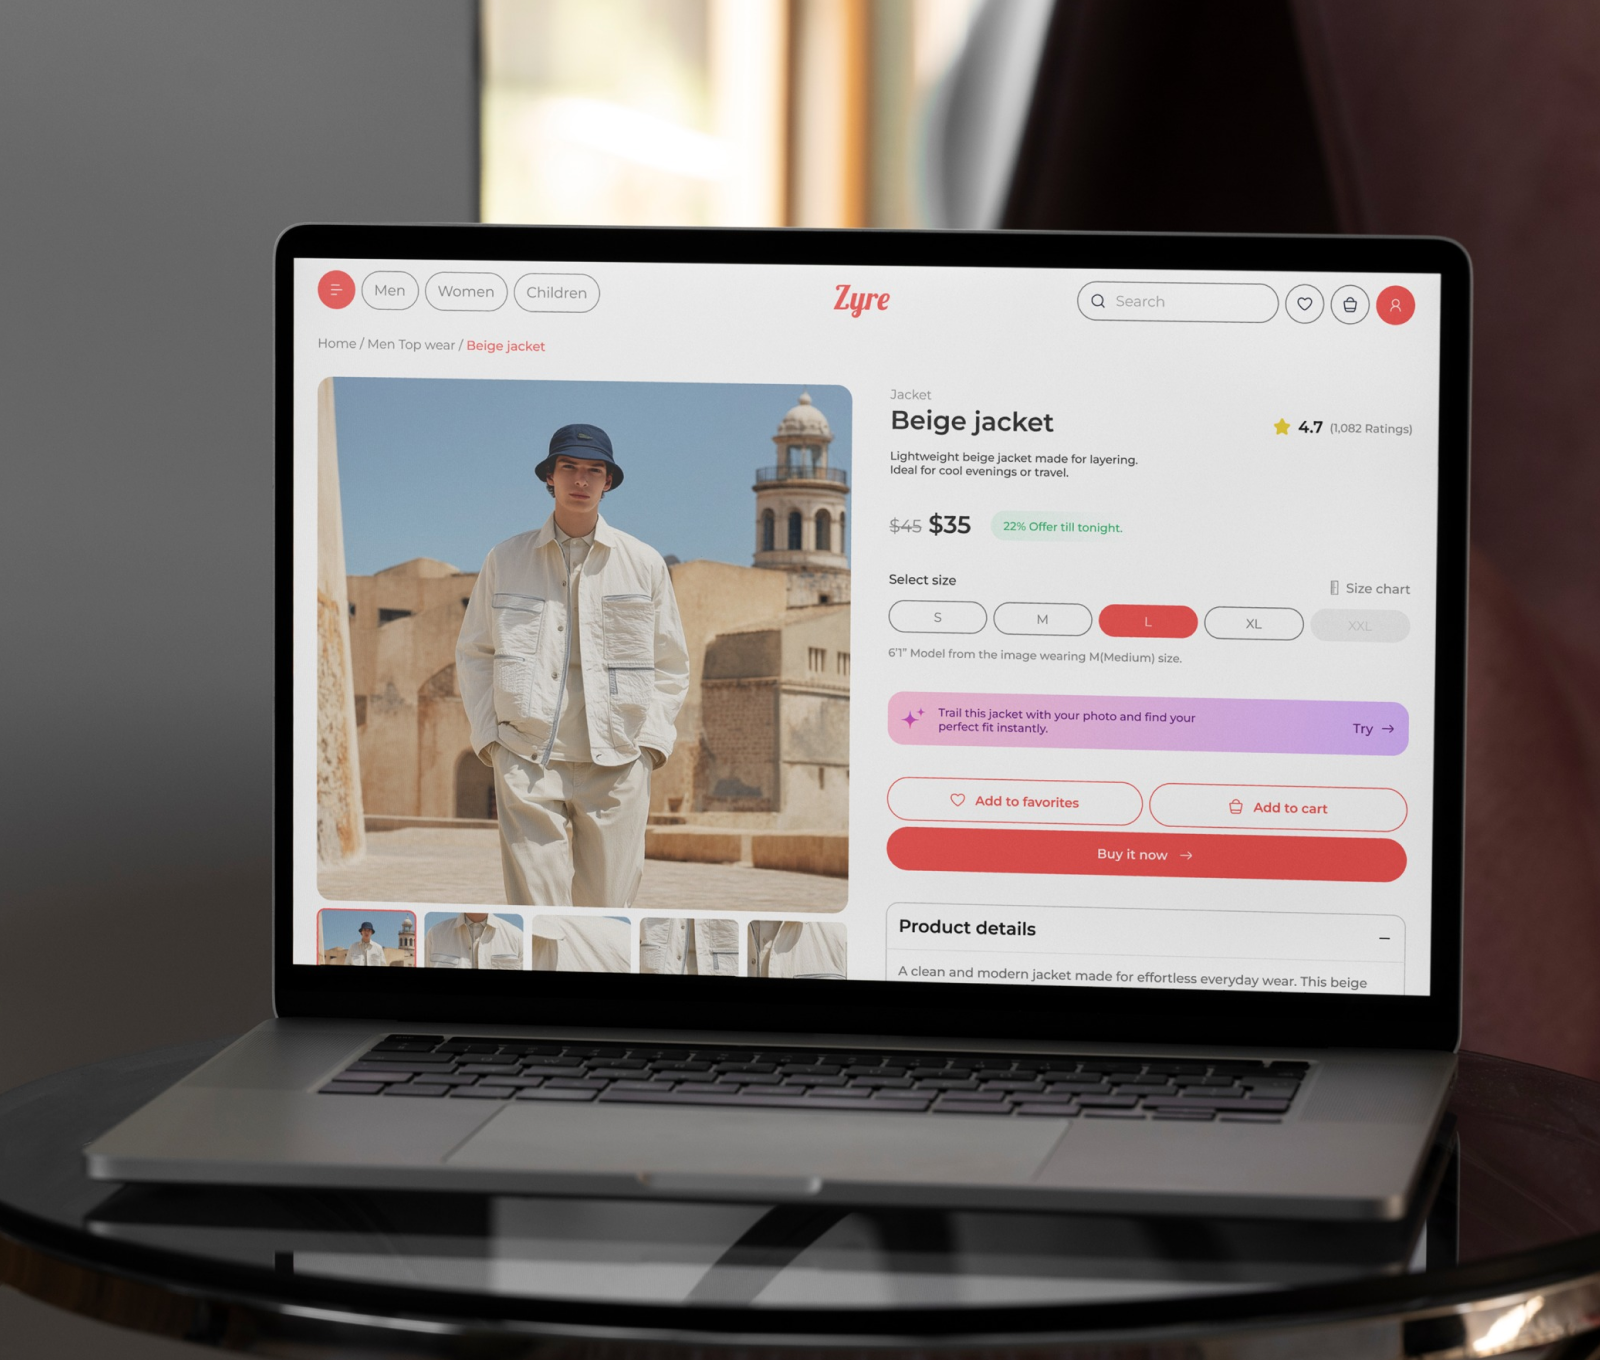 Men
Women
Children
Zyre
Search
Home / Men Top wear / Beige jacket
Jacket
Beige jacket
4.7 (1,082 Ratings)
Lightweight beige jacket made for layering.
Ideal for cool evenings or travel.
$45 $35
22% Offer till tonight.
Select size
Size chart
S
M
L
XL
XXL
6'1" Model from the image wearing M(Medium) size.
Trail this jacket with your photo and find your
perfect fit instantly.
Try
Add to favorites
Add to cart
Buy it now
Product details
A clean and modern jacket made for effortless everyday wear. This beige